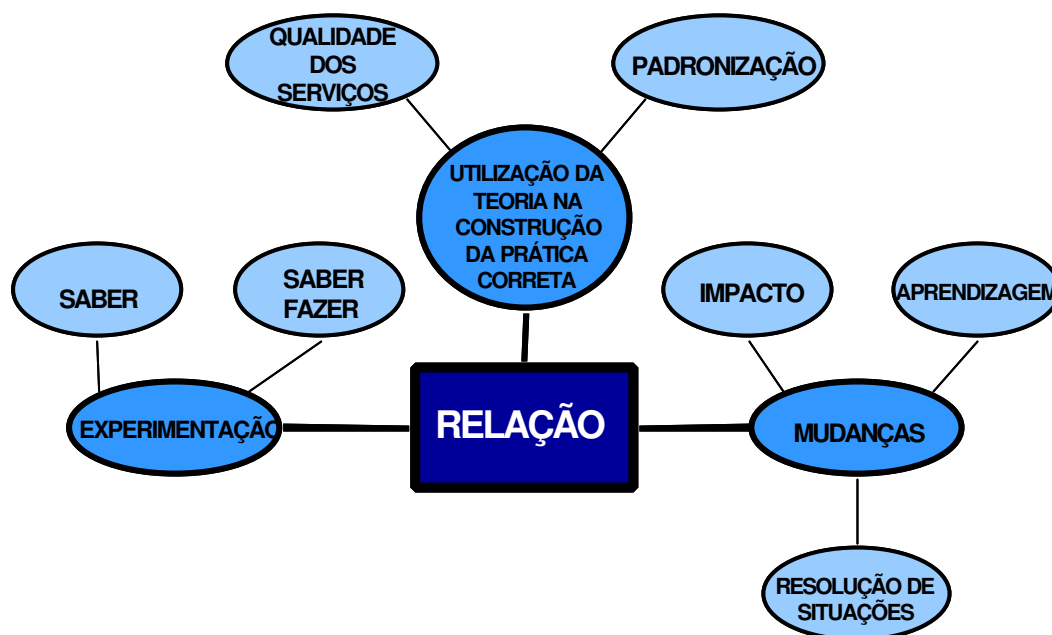 QUALIDADE
DOS
SERVIÇOS
PADRONIZAÇÃO
UTILIZAÇÃO DA
TEORIA NA
CONSTRUÇÃO
DA PRÁTICA
CORRETA
SABER
SABER
FAZER
IMPACTO
APRENDIZAGEM
EXPERIMENTAÇÃO
RELAÇÃO
MUDANÇAS
RESOLUÇÃO DE
SITUAÇÕES